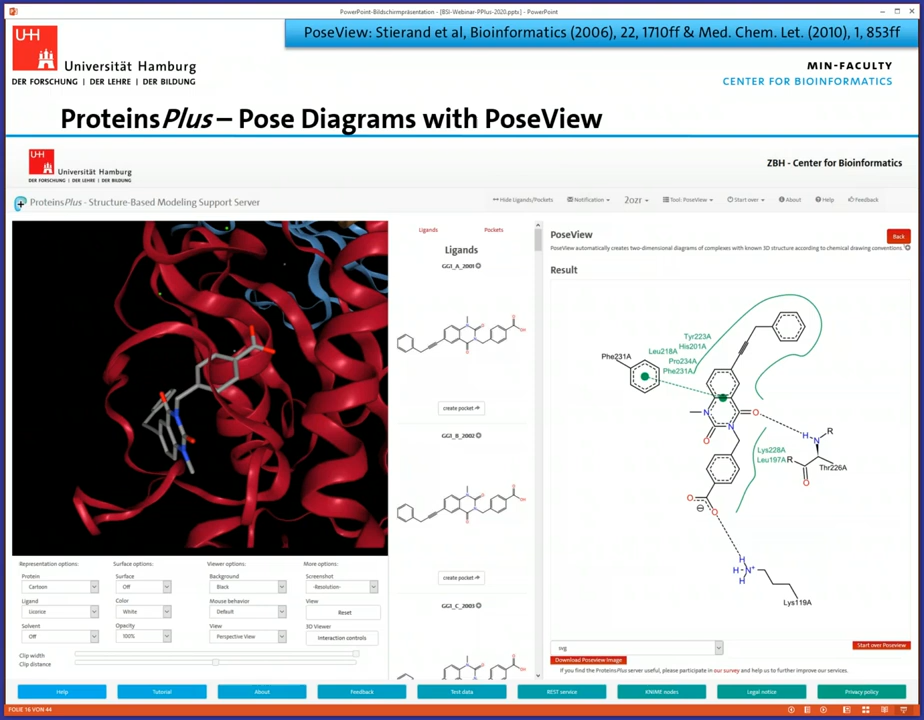 PowerPoint-Bildschirmpräsentation - [BSI-Webinar-PPlus-2020.pptx] - PowerPoint
UHH
Universität Hamburg
DER FORSCHUNG | DER LEHRE | DER BILDUNG
PoseView: Stierand et al, Bioinformatics (2006), 22, 1710ff & Med. Chem. Let. (2010), 1, 853ff
MIN-FACULTY
CENTER FOR BIOINFORMATICS
ProteinsPlus – Pose Diagrams with PoseView
UHH
Universität Hamburg
DER FORSCHUNG | DER LEHRE | DER BILDUNG
ZBH - Center for Bioinformatics
ProteinsPlus - Structure-Based Modeling Support Server
Hide Ligands/Pockets
Notification
2ozr
Tool: PoseView
Start over
About
Help
Feedback
Ligands
Pockets
Ligands
GG1_A_2001
create pocket
GG1_B_2002
create pocket
GG1_C_2003
PoseView
Back
PoseView automatically creates two-dimensional diagrams of complexes with known 3D structure according to chemical drawing conventions.
Result
Tyr223A
His201A
Leu218A
Pro234A
Phe231A
Phe231A
N
O
O
N
H
N
R
R
O
Thr226A
Lys228A
Leu197A
O
O
H
H
N+
H
Lys119A
Representation options:
Protein
Cartoon
Ligand
Licorice
Solvent
Off
Clip width
Clip distance
Surface options:
Surface
Off
Color
White
Opacity
100%
Viewer options:
Background
Black
Mouse behavior
Default
View
Perspective View
More options:
Screenshot
-Resolution-
View
Reset
3D Viewer
Interaction controls
svg
Download Poseview Image
Start over Poseview
If you find the ProteinsPlus server useful, please participate in our survey and help us to further improve our services.
Help
Tutorial
About
Feedback
Test data
REST service
KNIME nodes
Legal notice
Privacy policy
FOLIE 16 VON 44